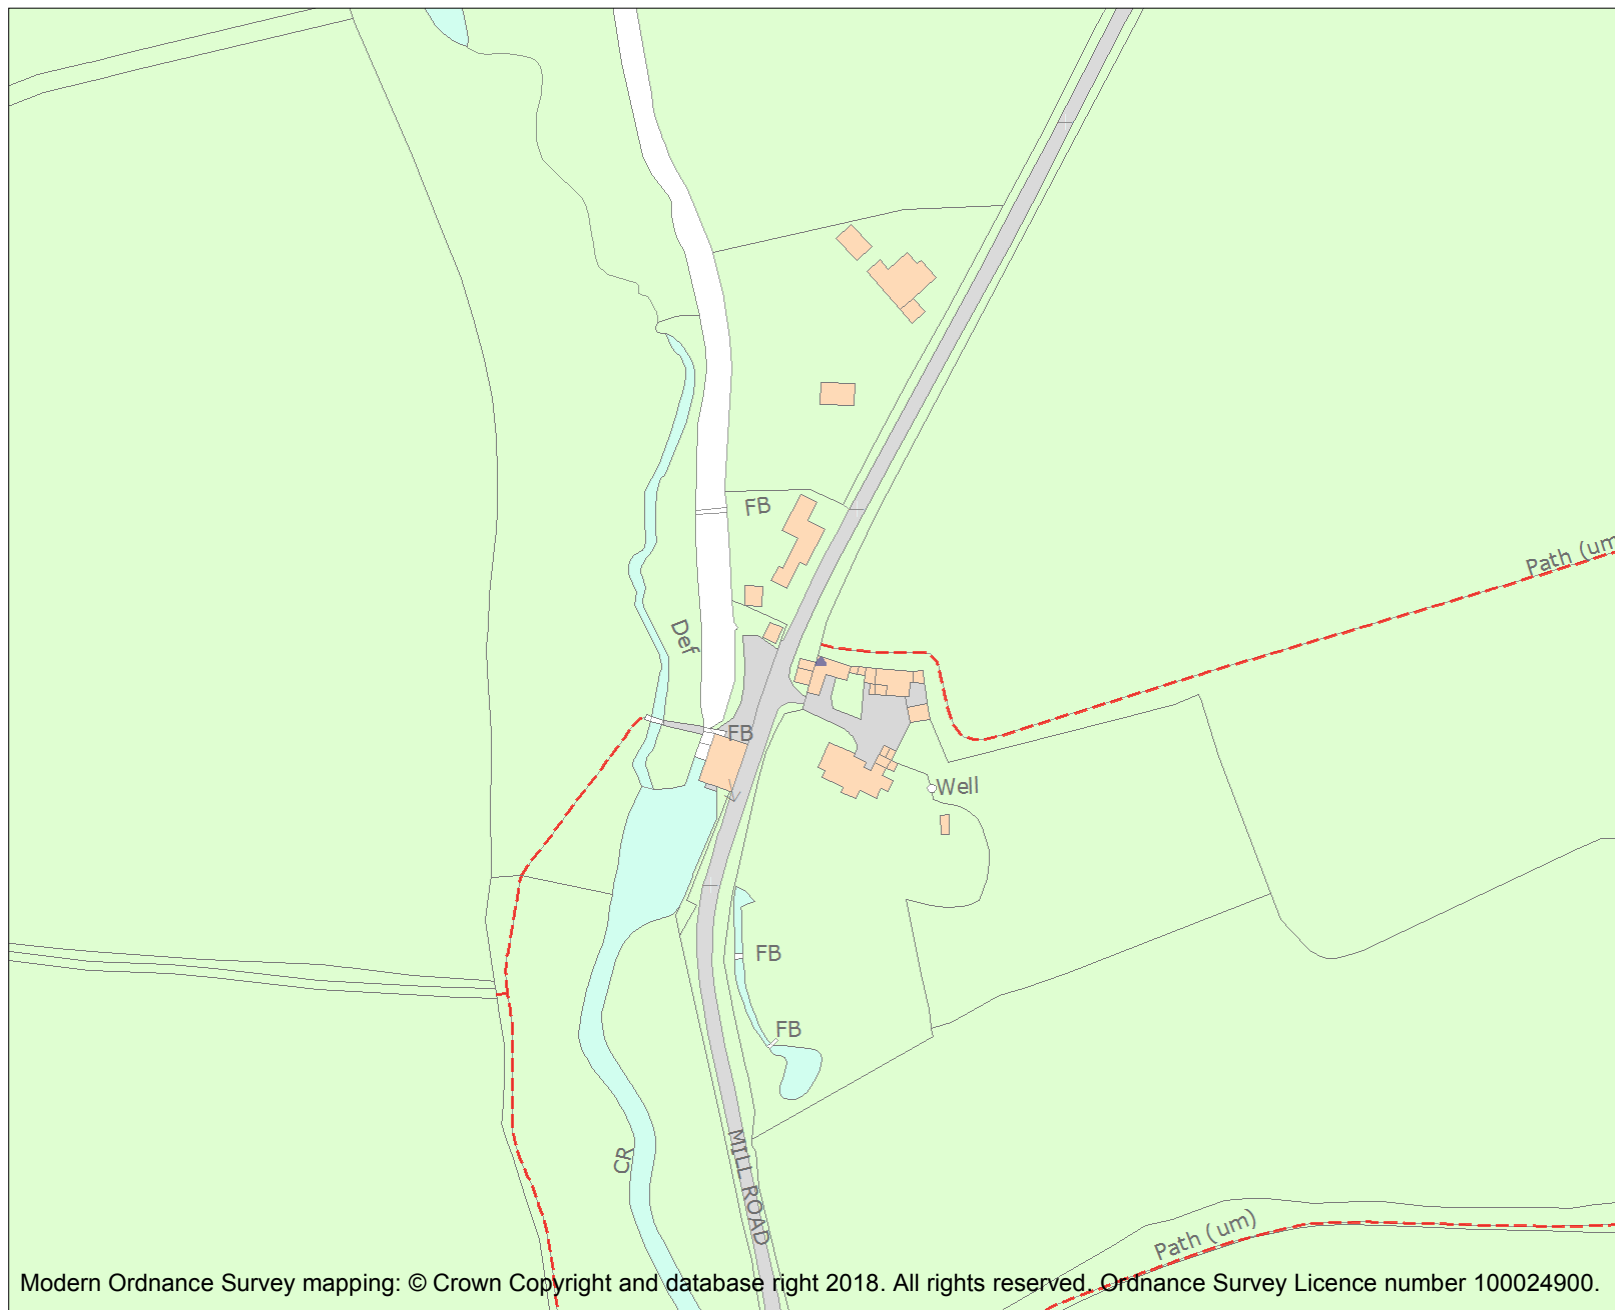 FB
Path (um
Def
FB
Well
FB
FB
MILL ROAD
CR
Path (um)
Modern Ordnance Survey mapping: © Crown Copyright and database right 2018. All rights reserved. Ordnance Survey Licence number 100024900.